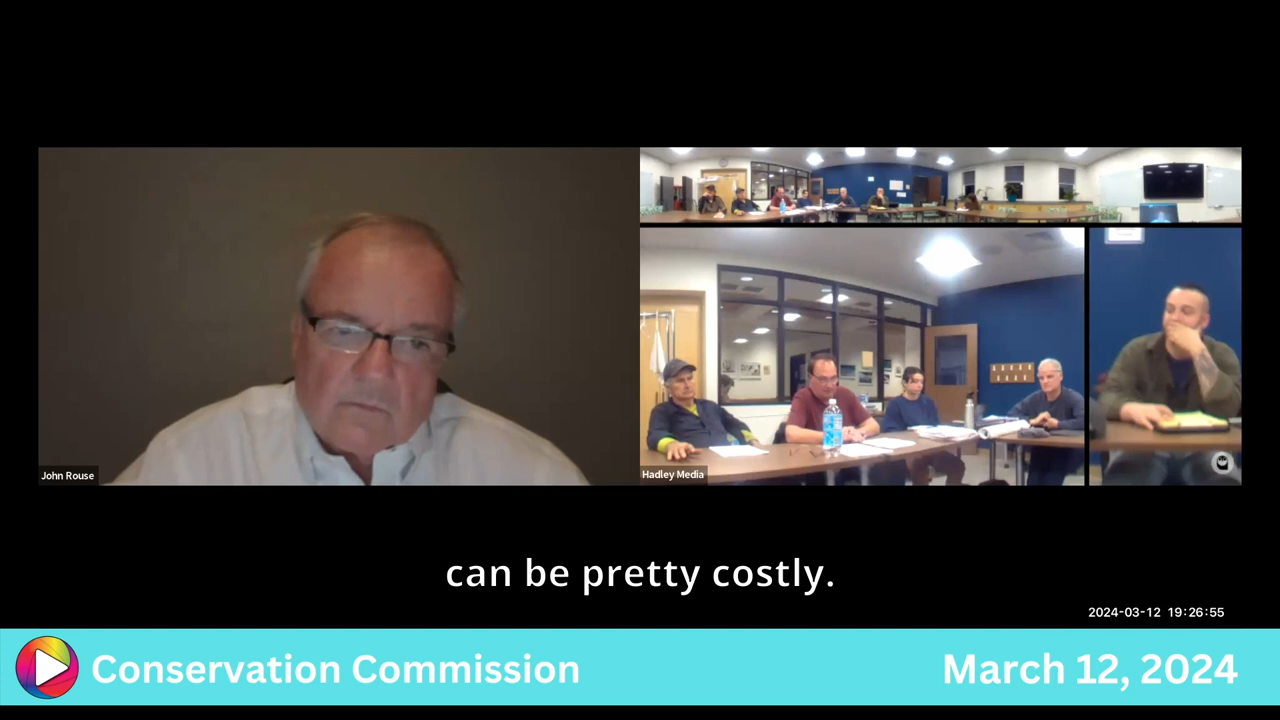 John Rouse
Hadley Media
can be pretty costly.
2024-03-12 19:26:55
Conservation Commission
March 12, 2024